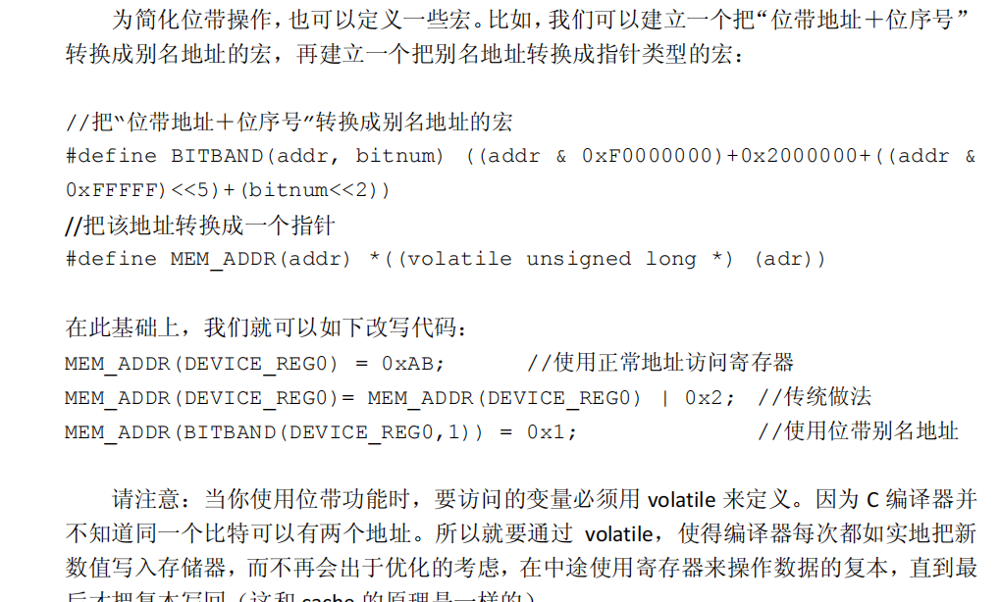 为简化位带操作，也可以定义一些宏。比如，我们可以建立一个把“位带地址＋位序号”
转换成别名地址的宏，再建立一个把别名地址转换成指针类型的宏：
//把“位带地址＋位序号”转换成别名地址的宏
#define BITBAND(addr, bitnum) ((addr & 0xF0000000)+0x2000000+((addr &
0xFFFFF)<<5)+(bitnum<<2))
//把该地址转换成一个指针
#define MEM_ADDR(addr) *((volatile unsigned long *) (adr))
在此基础上，我们就可以如下改写代码：
MEM_ADDR(DEVICE_REG0) = 0xAB; //使用正常地址访问寄存器
MEM_ADDR(DEVICE_REG0)= MEM_ADDR(DEVICE_REG0) | 0x2; //传统做法
MEM_ADDR(BITBAND(DEVICE_REG0,1)) = 0x1; //使用位带别名地址
请注意：当你使用位带功能时，要访问的变量必须用 volatile 来定义。因为 C 编译器并
不知道同一个比特可以有两个地址。所以就要通过 volatile，使得编译器每次都如实地把新
数值写入存储器，而不再会出于优化的考虑，在中途使用寄存器来操作数据的复本，直到最
后才把复本写回（这和 cache 的原理是一样的）